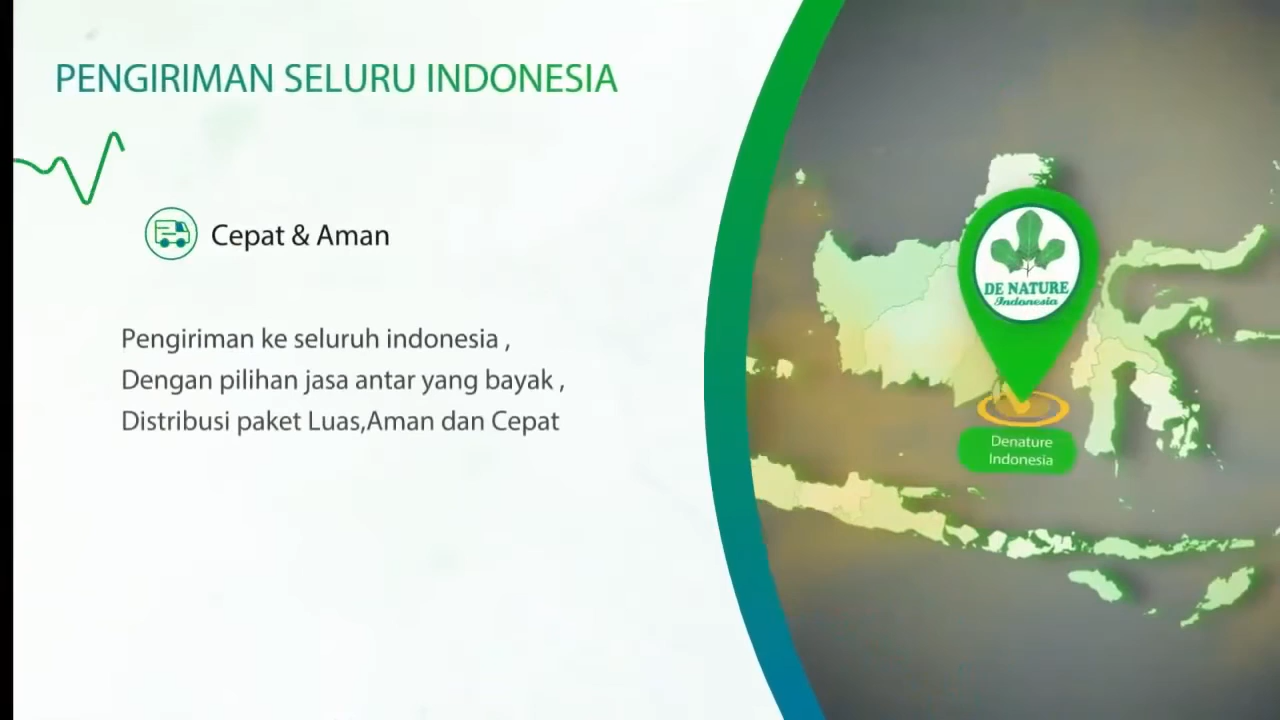 PENGIRIMAN SELURU INDONESIA
Cepat & Aman
Pengiriman ke seluruh indonesia ,
Dengan pilihan jasa antar yang bayak ,
Distribusi paket Luas,Aman dan Cepat
DE NATURE
Indonesia
Denature
Indonesia